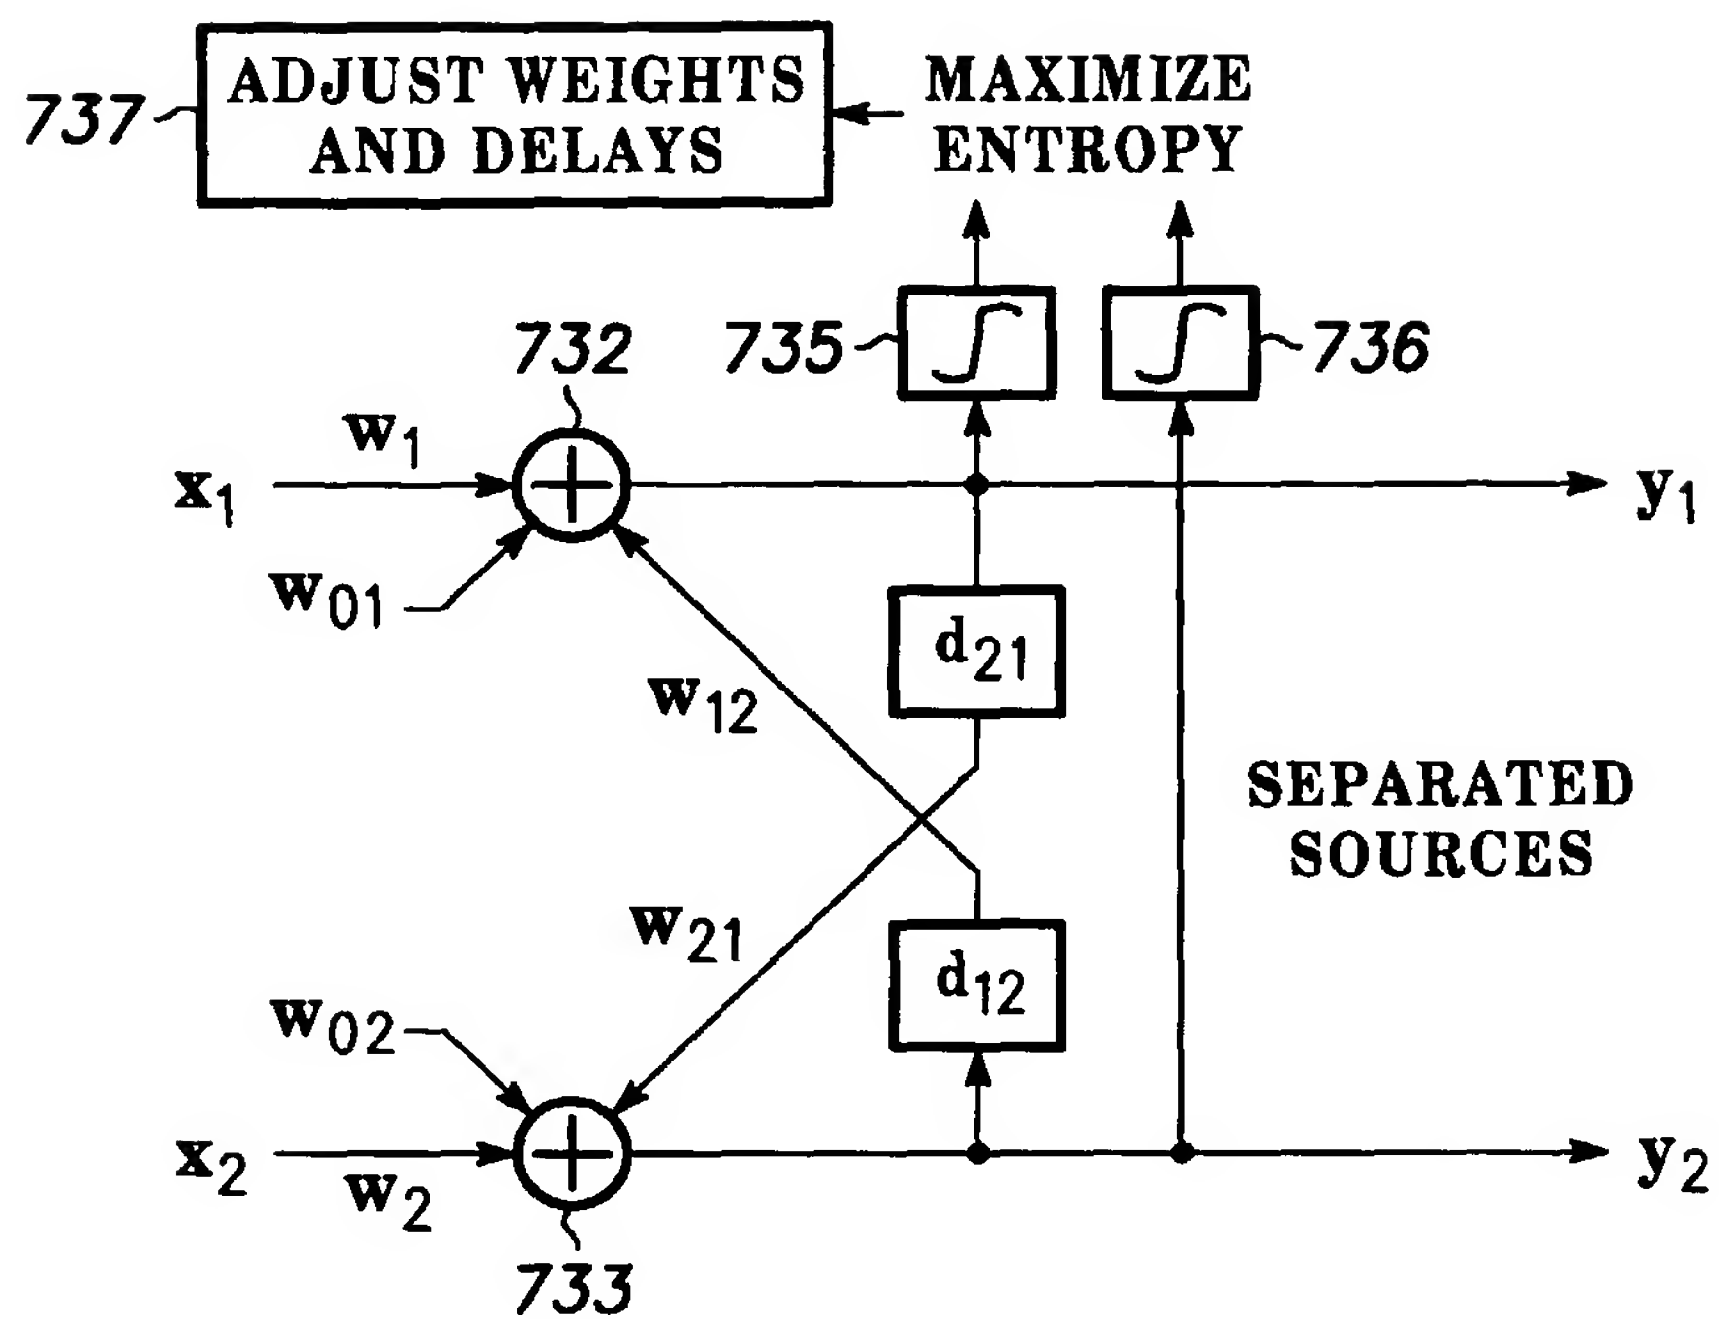 737
ADJUST WEIGHTS
AND DELAYS
MAXIMIZE
ENTROPY
732
735
736
w1
x1
y1
w01
d21
w12
SEPARATED
SOURCES
w21
d12
w02
x2
w2
y2
733